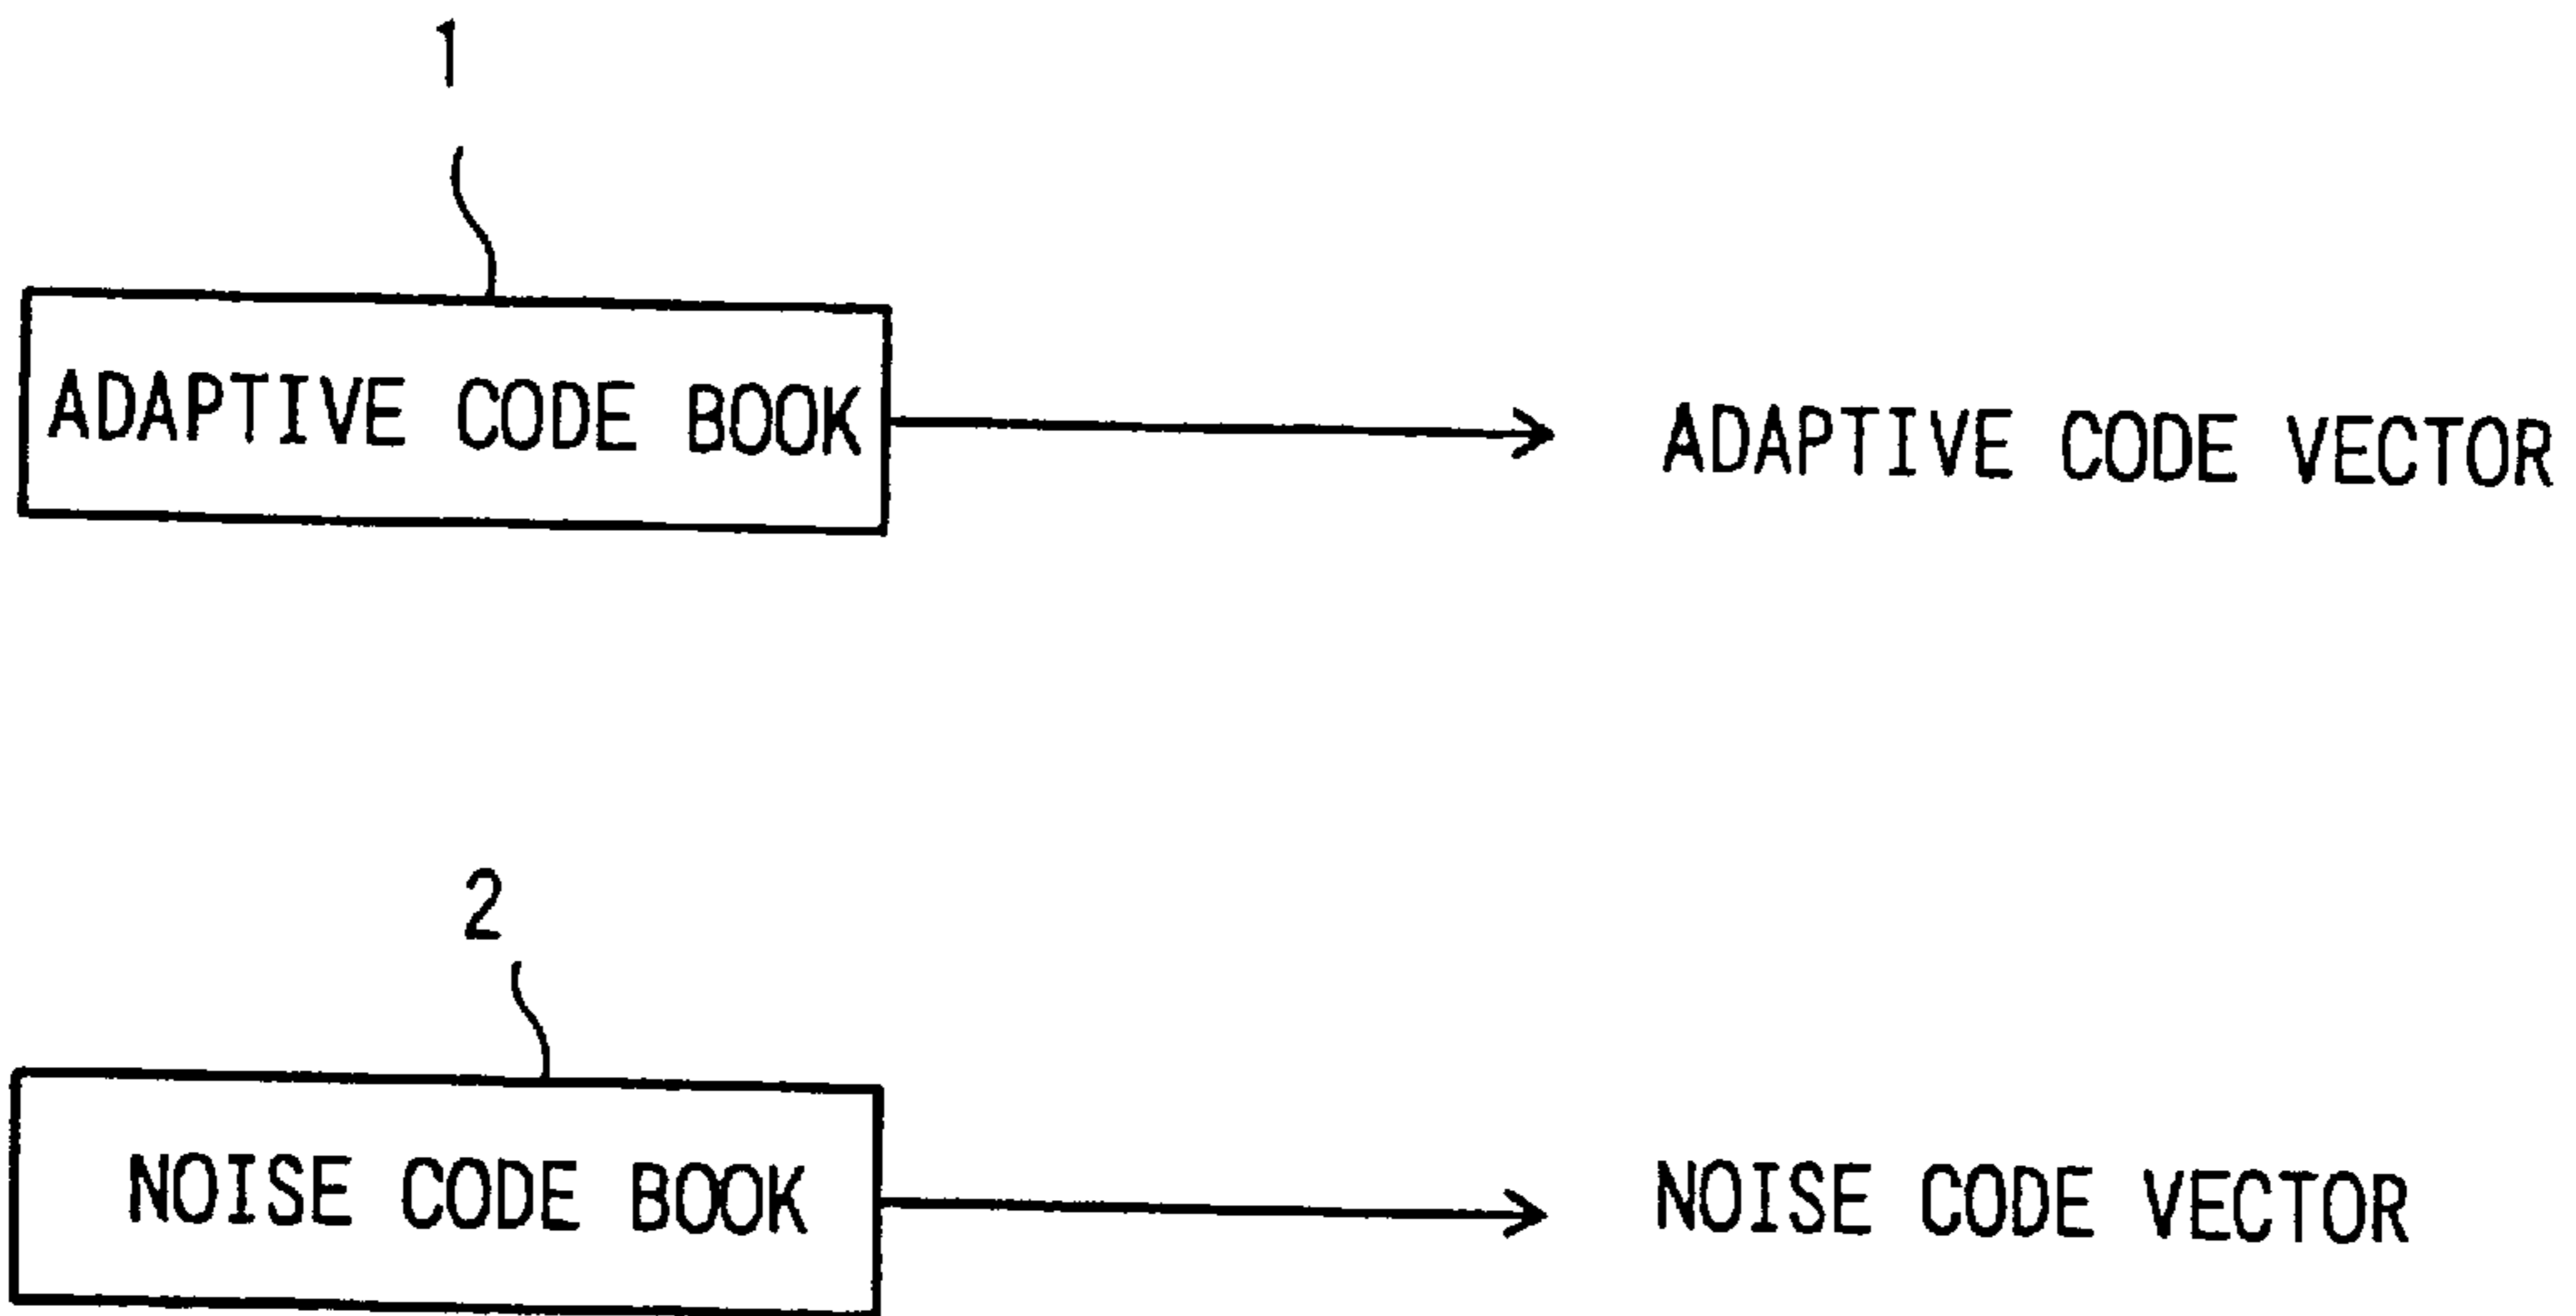 1
ADAPTIVE CODE BOOK
ADAPTIVE CODE VECTOR
2
NOISE CODE BOOK
NOISE CODE VECTOR